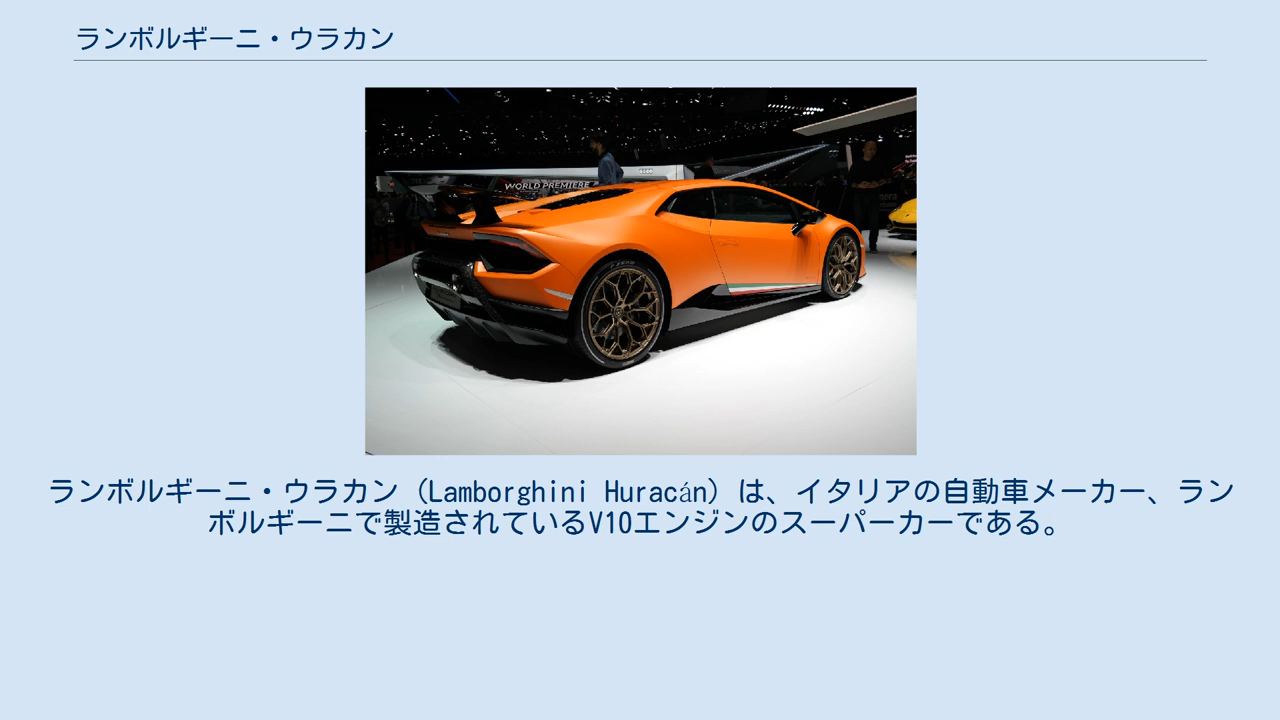 ランボルギーニ・ウラカン
WORLD PREMIERE
ランボルギーニ・ウラカン（Lamborghini Huracán）は、イタリアの自動車メーカー、ラン
ボルギーニで製造されているV10エンジンのスーパーカーである。